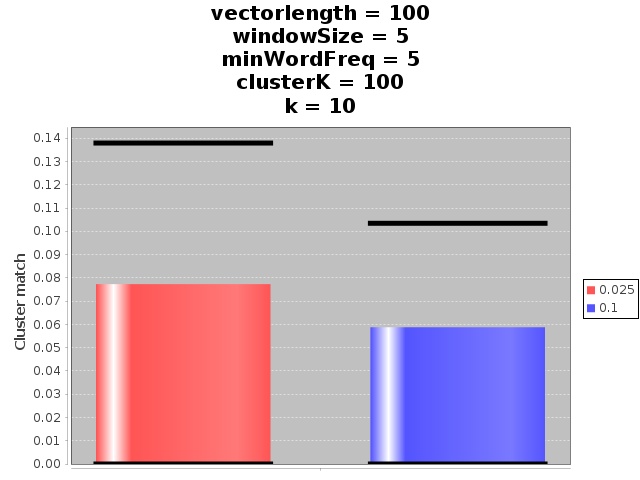 vectorlength = 100
windowSize = 5
minWordFreq = 5
clusterK = 100
k = 10
0.14
0.13
0.12
0.11
0.10
0.09
0.08
0.07
0.06
0.05
0.04
0.03
0.02
0.01
0.00
Cluster match
0.025
0.1